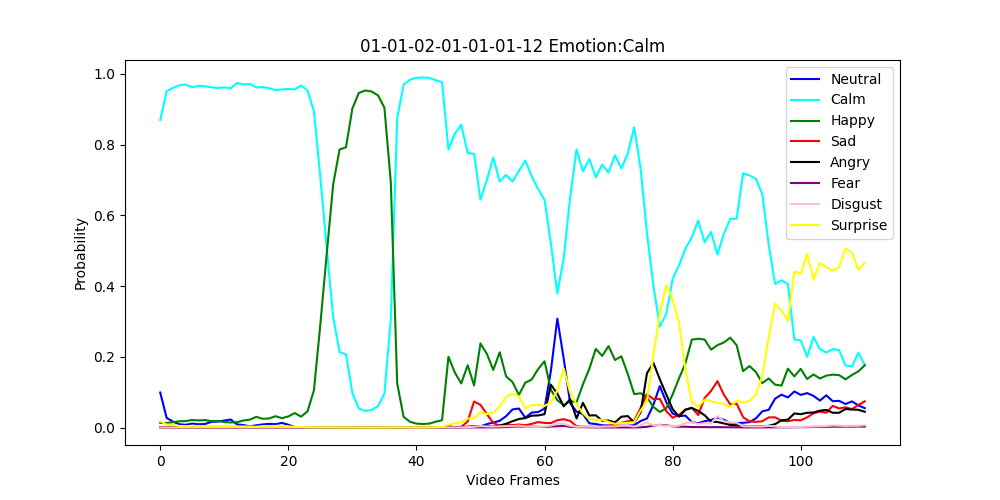 01-01-02-01-01-01-12 Emotion:Calm
Probability
1.0
0.8
0.6
0.4
0.2
0.0
0
20
40
60
80
100
Video Frames
Neutral
Calm
Happy
Sad
Angry
Fear
Disgust
Surprise